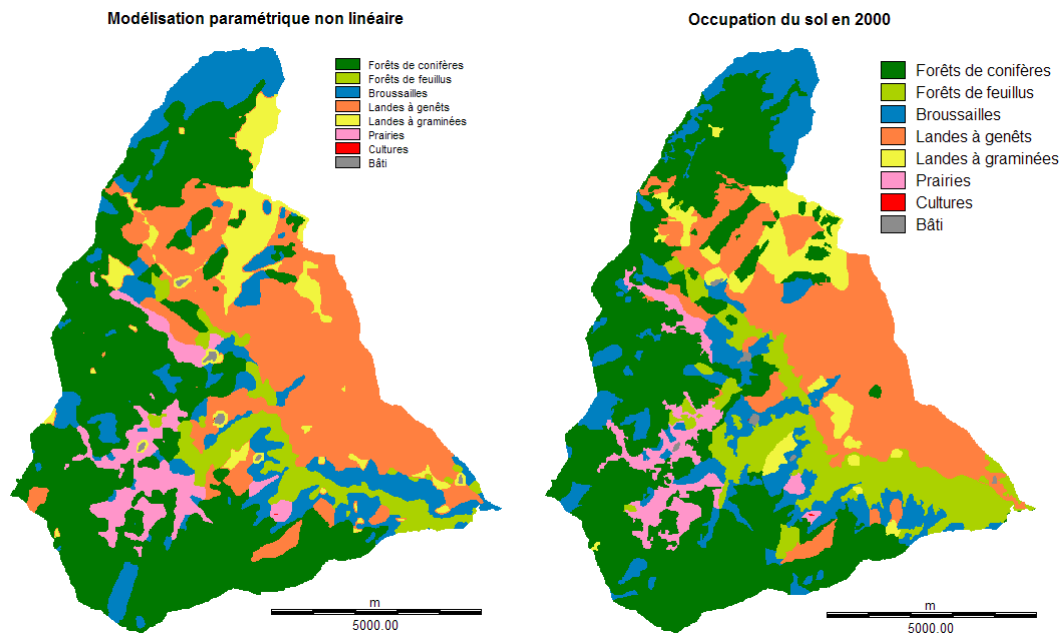 Modélisation paramétrique non linéaire
Forêts de conifères
Forêts de feuillus
Broussailles
Landes à genêts
Landes à graminées
Prairies
Cultures
Bâti
m
5000.00
Occupation du sol en 2000
Forêts de conifères
Forêts de feuillus
Broussailles
Landes à genêts
Landes à graminées
Prairies
Cultures
Bâti
m
5000.00